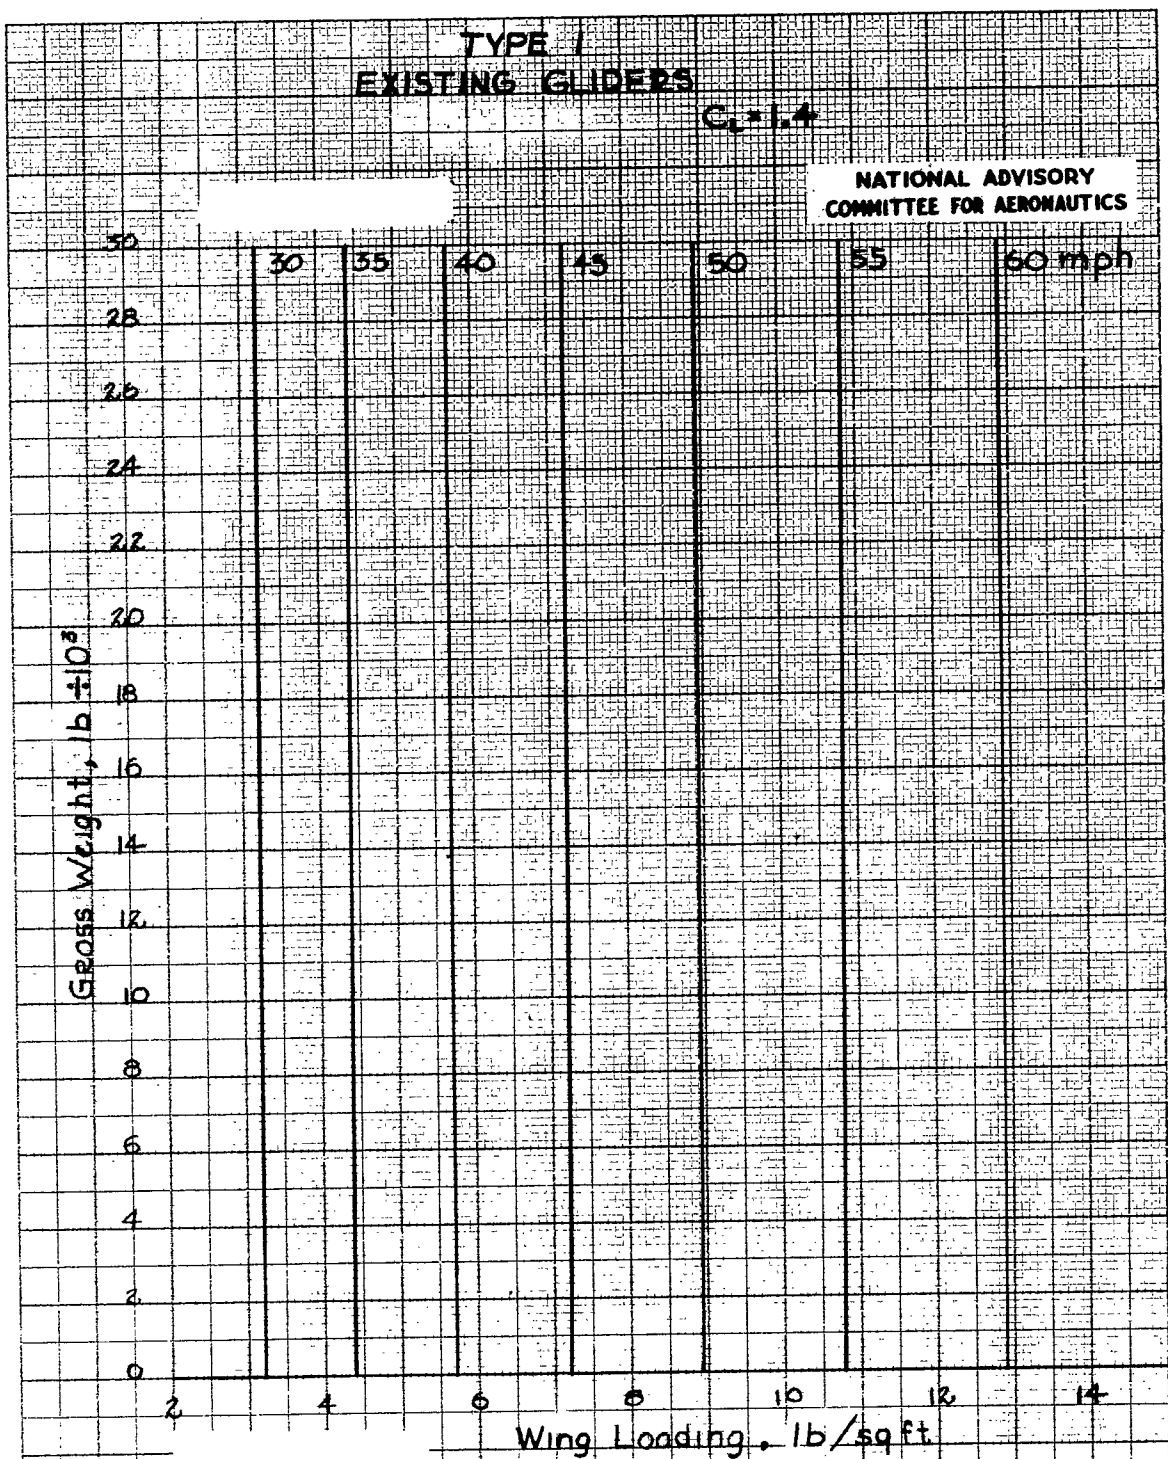 TYPE 1
EXISTING GLIDERS
CL = 1.4
NATIONAL ADVISORY
COMMITTEE FOR AERONAUTICS
30 35 40 45 50 55 60 mph
30
28
26
24
22
20
18
16
14
12
10
8
6
4
2
0
Gross Weight, lb ÷10³
2 4 6 8 10 12 14
Wing Loading, lb/sq ft